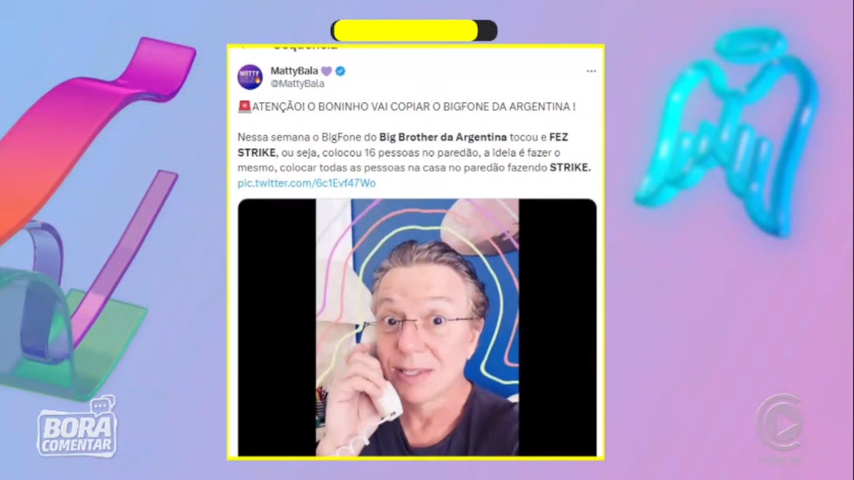 MattyBala
@MattyBala
ATENÇÃO! O BONINHO VAI COPIAR O BIGFONE DA ARGENTINA !
Nessa semana o BigFone do Big Brother da Argentina tocou e FEZ
STRIKE, ou seja, colocou 16 pessoas no paredão, a ideia é fazer o
mesmo, colocar todas as pessoas na casa no paredão fazendo STRIKE.
pic.twitter.com/6c1Evf47Wo
BORA
COMENTAR